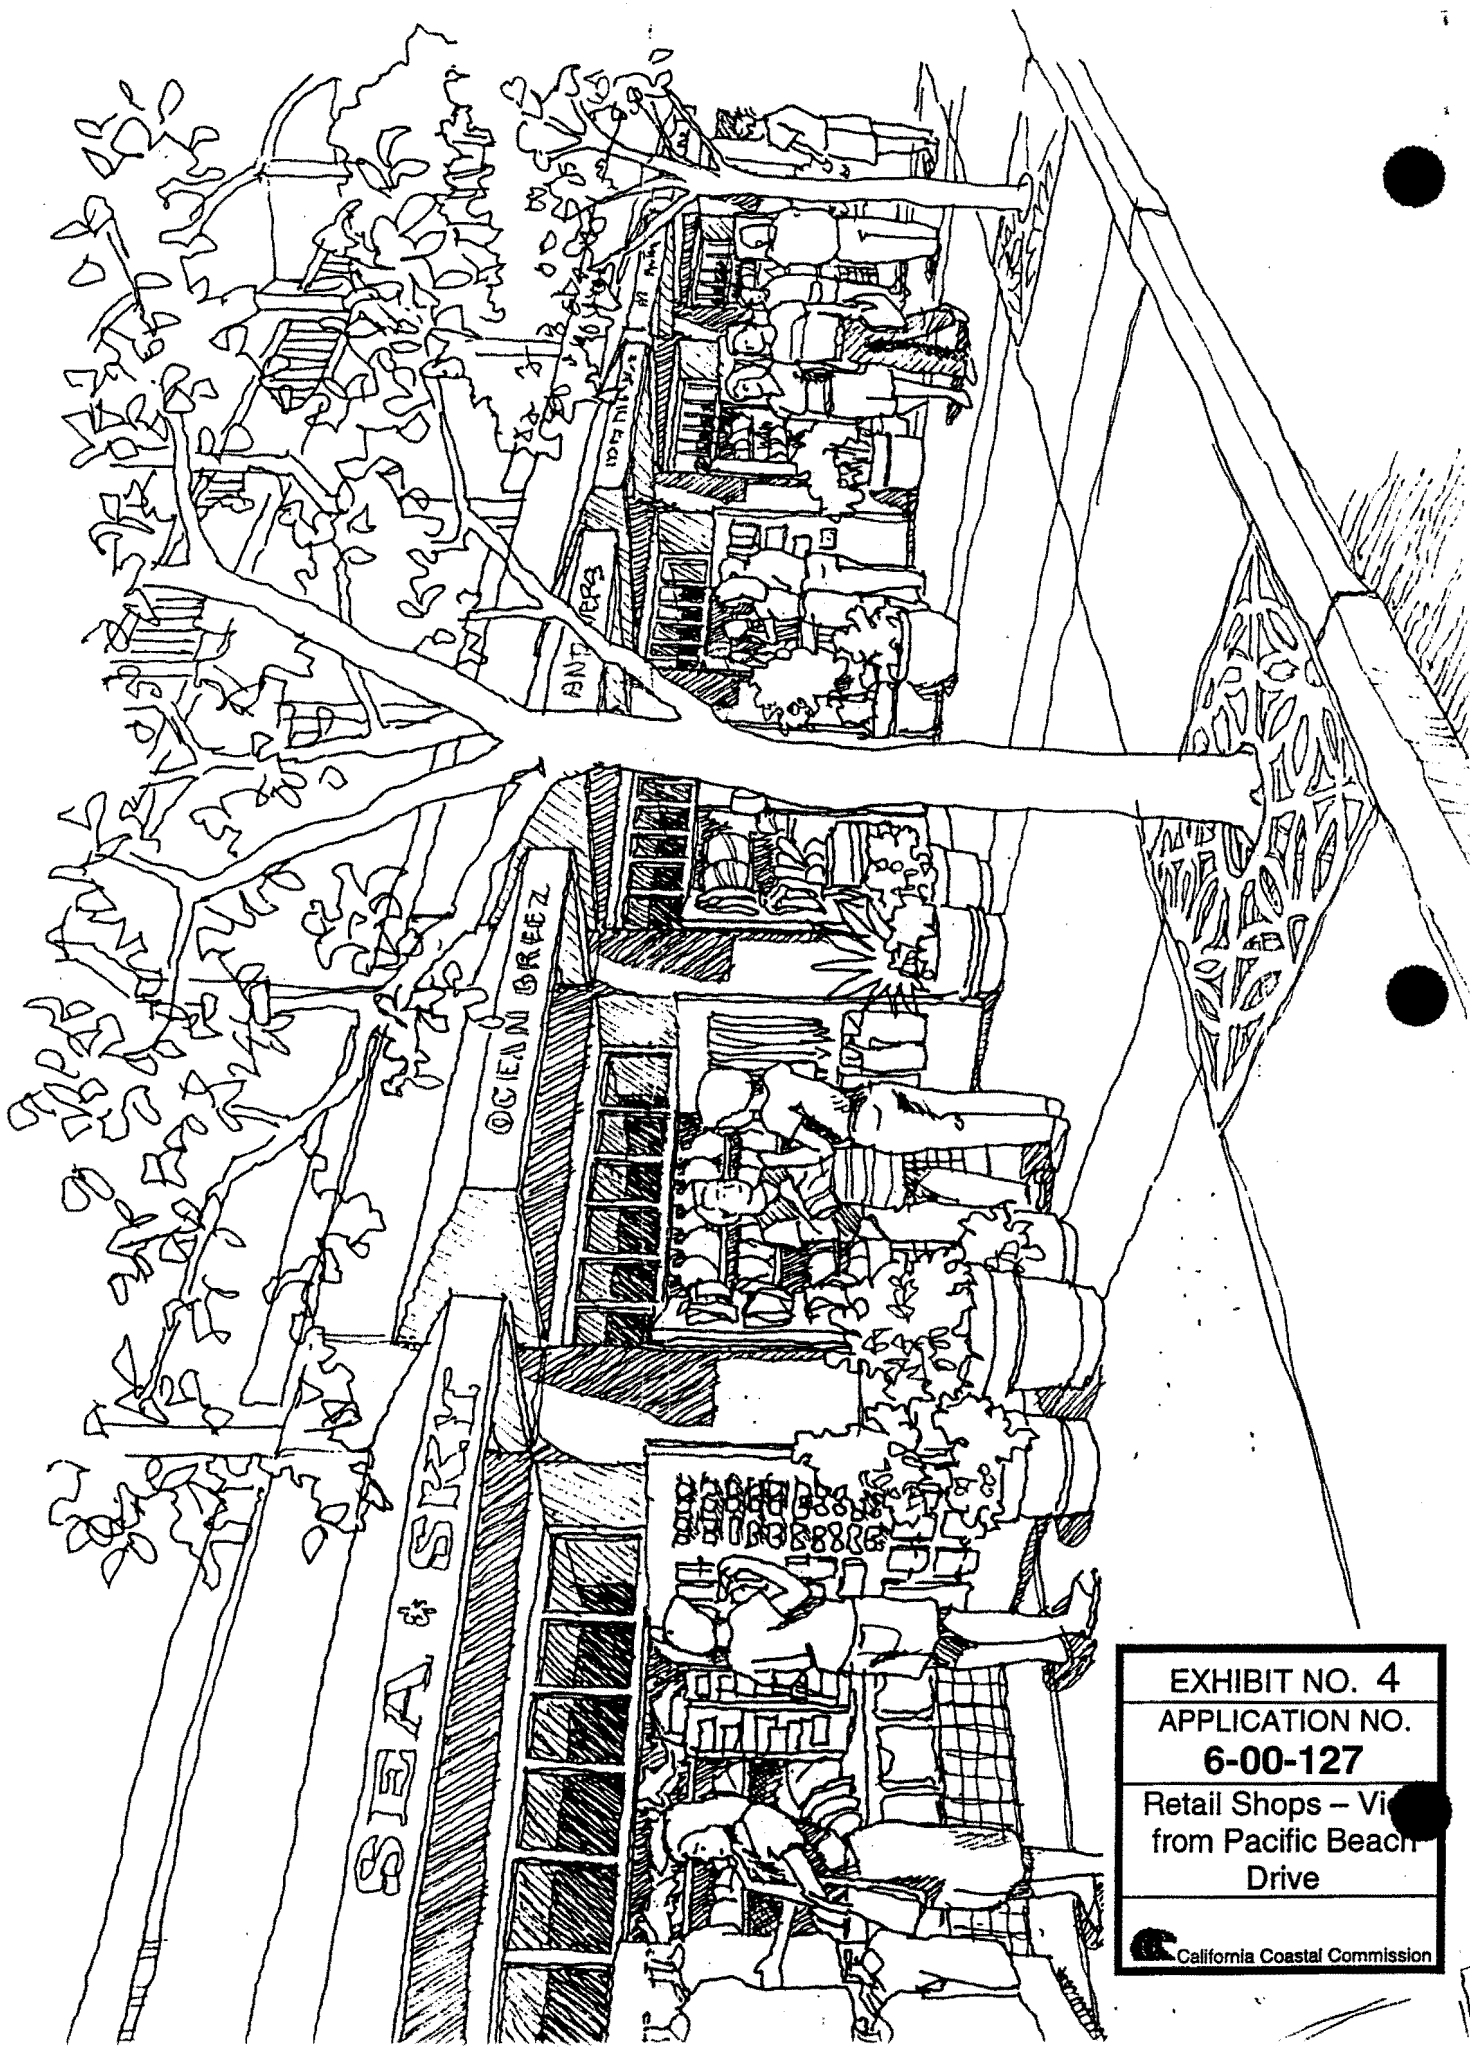 SEA SKY
OCEAN BREEZ
EXHIBIT NO. 4
APPLICATION NO.
6-00-127
Retail Shops – Vi
from Pacific Beach
Drive
California Coastal Commission